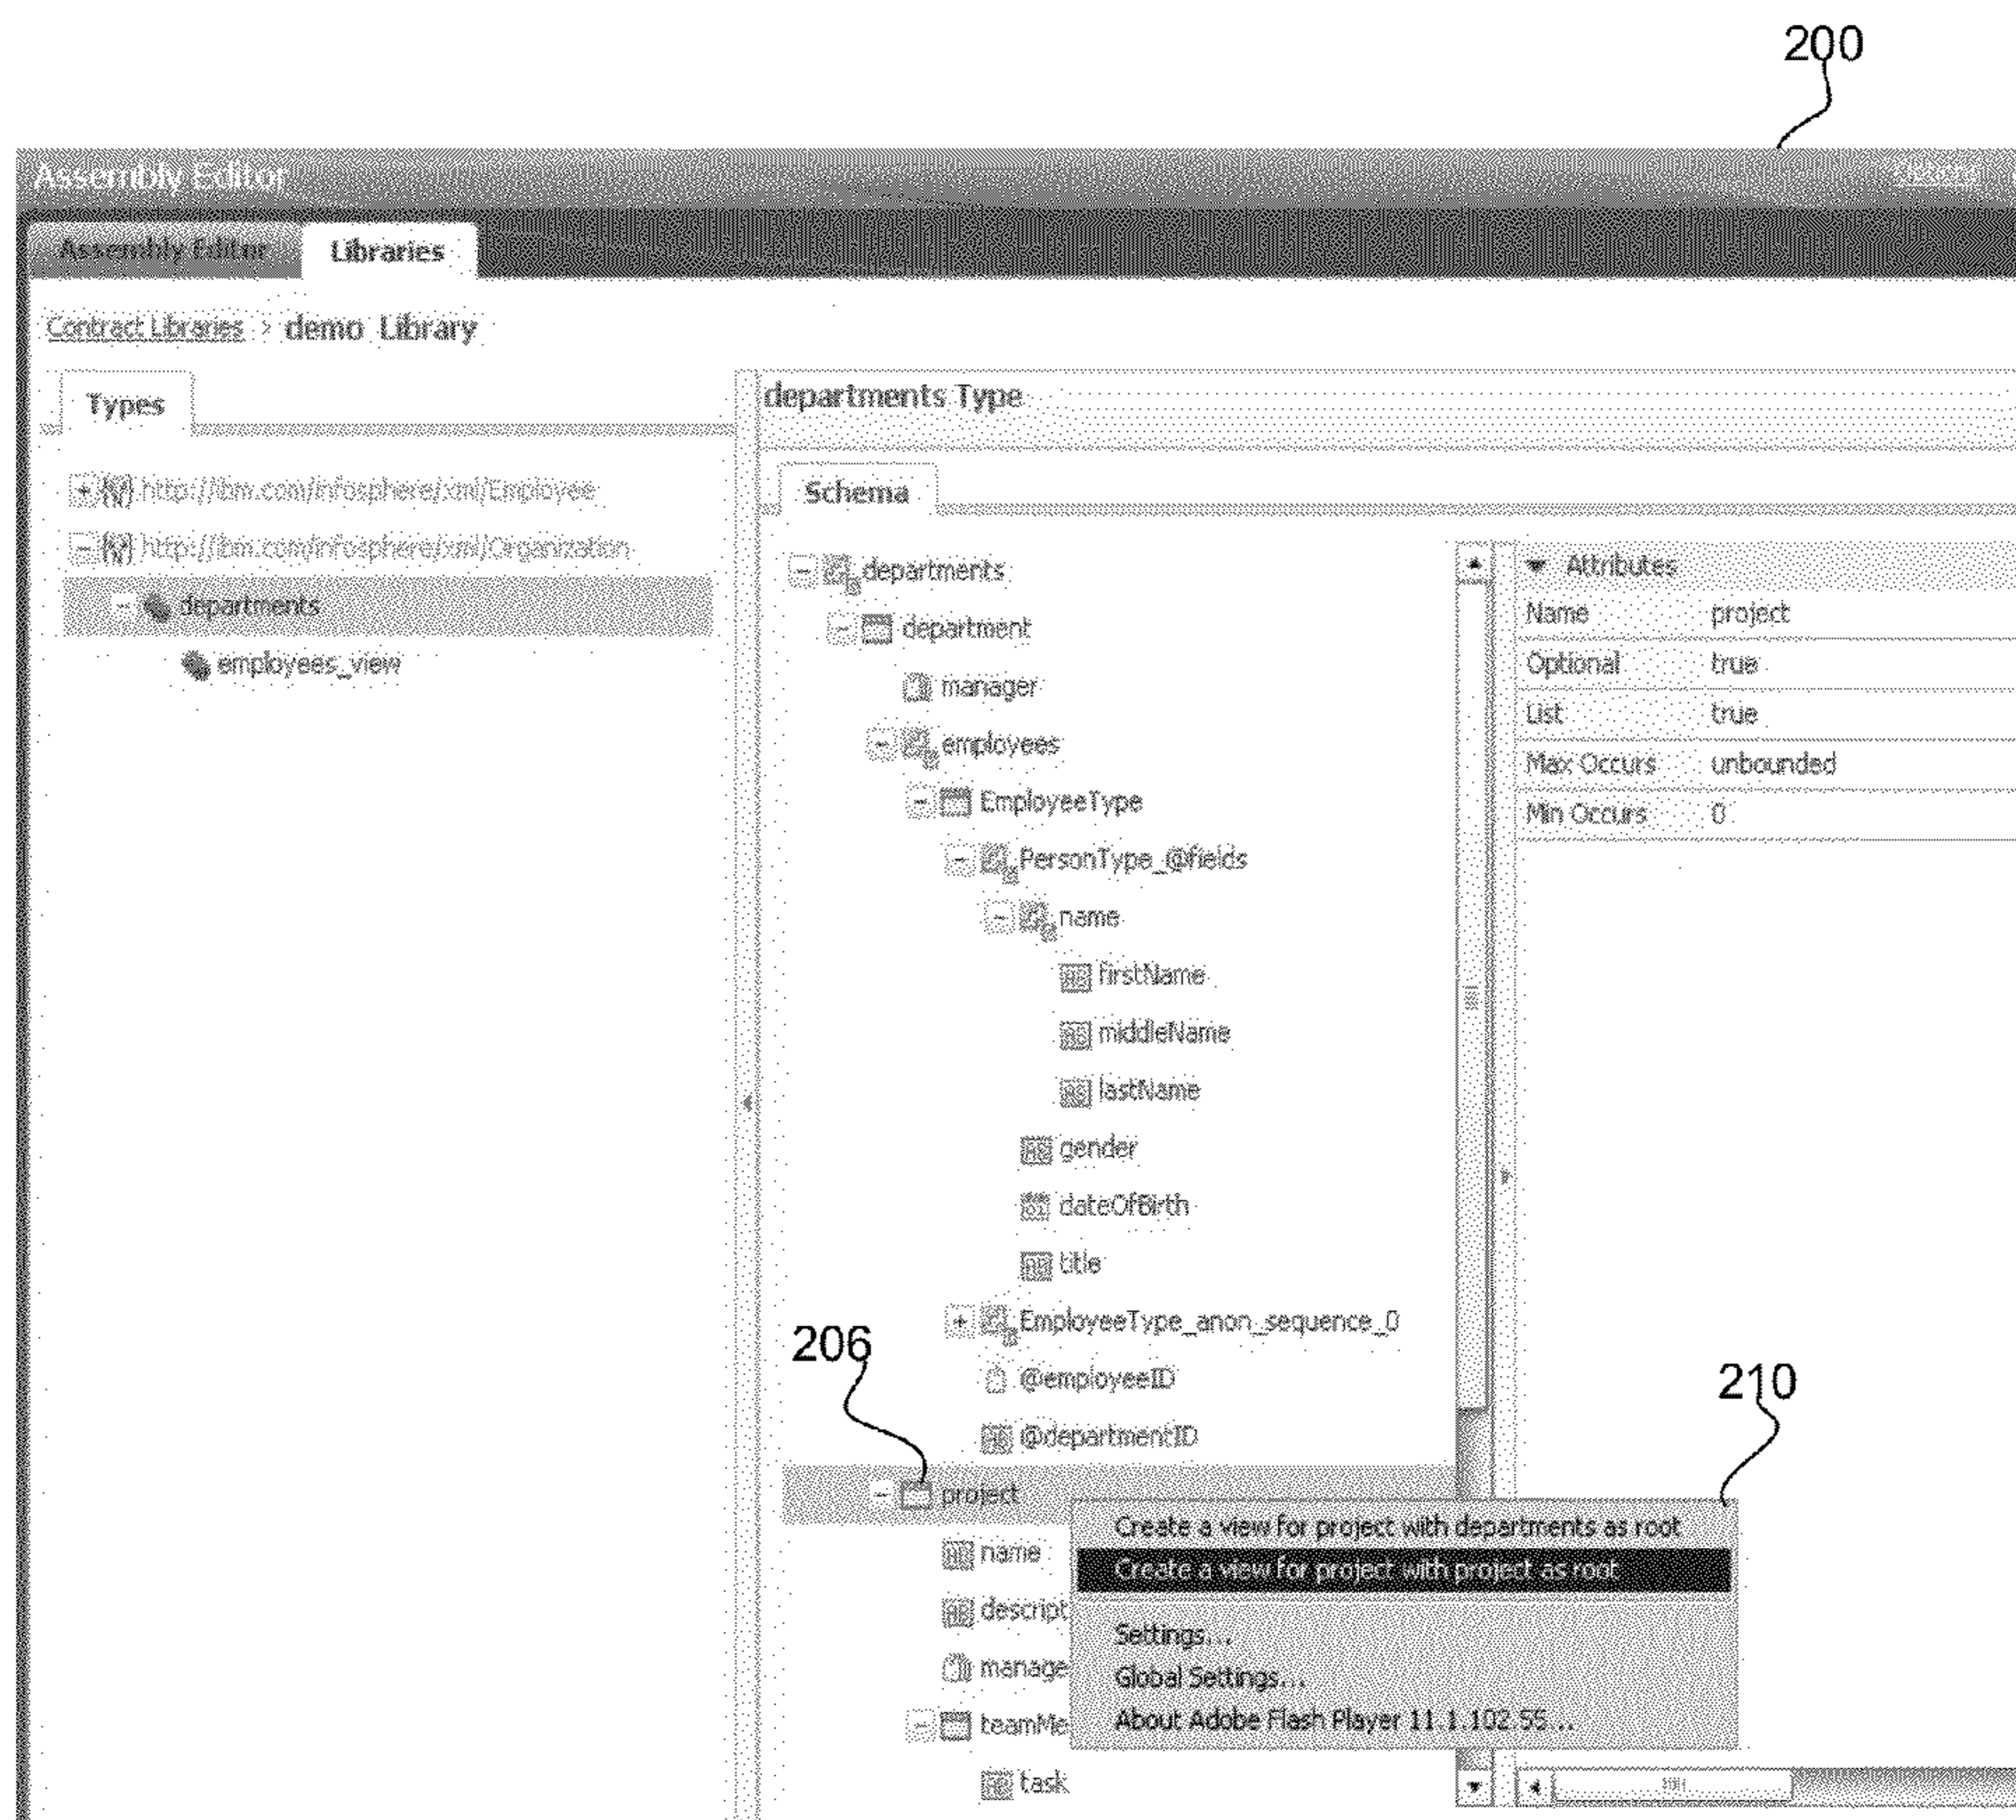 200
Assembly Editor
Assembly Editor
Libraries
Contract Libraries > demo Library
Types
http://ibm.com/infosphere/xml/Employee
http://ibm.com/infosphere/xml/Organization
departments
employees_view
departments Type
Schema
departments
department
manager
employees
EmployeeType
PersonType_@fields
name
firstName
middleName
lastName
gender
dateOfBirth
title
EmployeeType_anon_sequence_0
@employeeID
@departmentID
206
project
name
descript
manage
teamMe
task
Attributes
Name project
Optional true
List true
Max Occurs unbounded
Min Occurs 0
210
Create a view for project with departments as root
Create a view for project with project as root
Settings...
Global Settings...
About Adobe Flash Player 11.1.102.55...